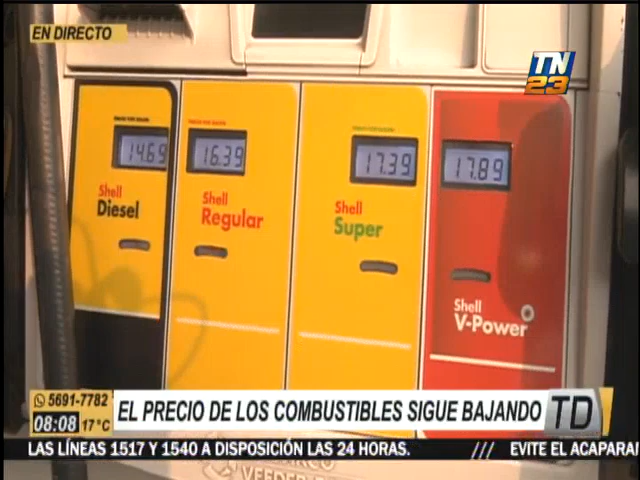 EN DIRECTO
TN
23
14.69
16.39
17.39
17.89
Shell
Diesel
Shell
Regular
Shell
Super
Shell
V-Power
5691-7782
08:08 17°C
EL PRECIO DE LOS COMBUSTIBLES SIGUE BAJANDO
TD
LAS LÍNEAS 1517 Y 1540 A DISPOSICIÓN LAS 24 HORAS. /// EVITE EL ACAPARA